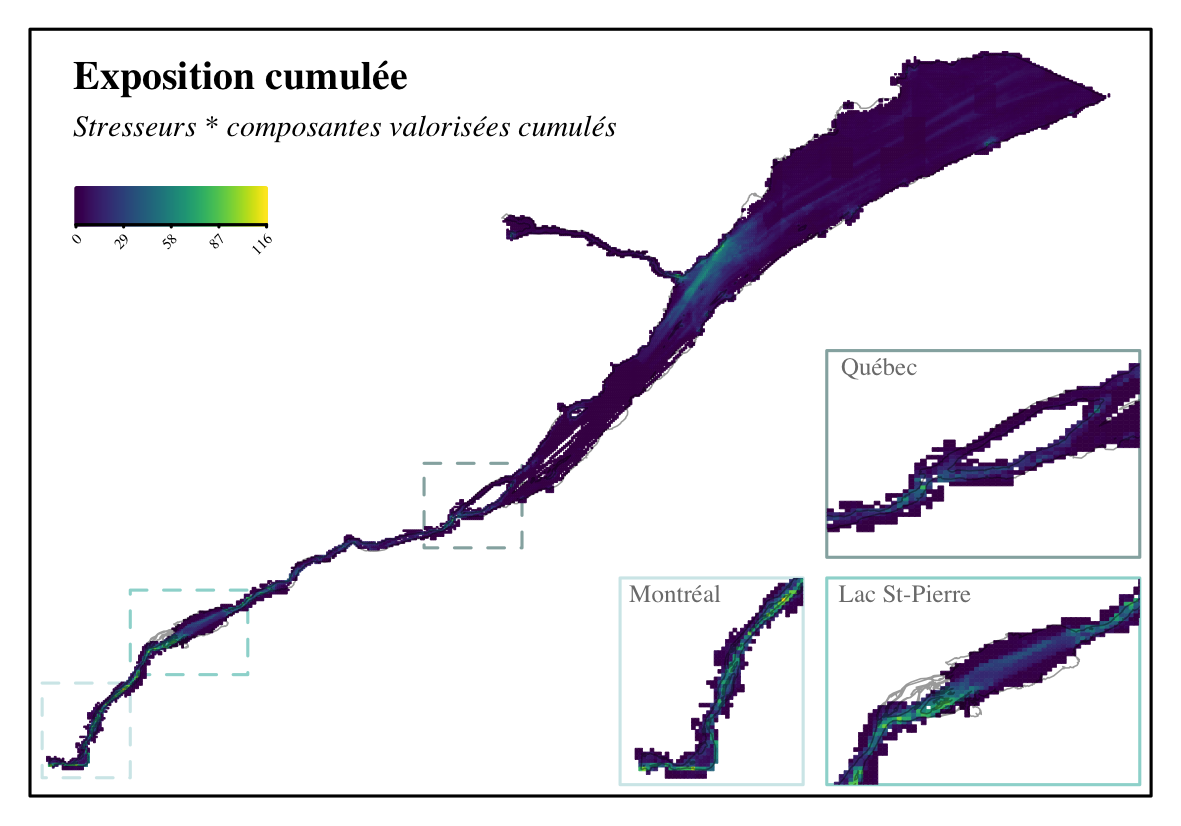 Exposition cumulée
Stresseurs * composantes valorisées cumulés
0 29 58 87 116
Québec
Montréal
Lac St-Pierre